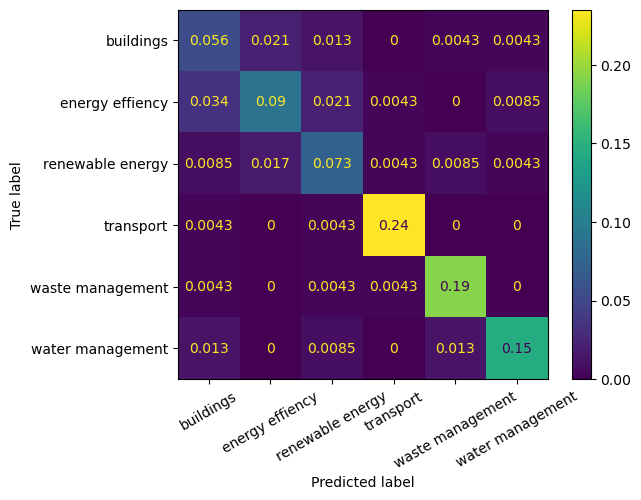 buildings 0.056 0.021 0.013 0 0.0043 0.0043
energy effiency 0.034 0.09 0.021 0.0043 0 0.0085
renewable energy 0.0085 0.017 0.073 0.0043 0.0085 0.0043
transport 0.0043 0 0.0043 0.24 0 0
waste management 0.0043 0 0.0043 0.0043 0.19 0
water management 0.013 0 0.0085 0 0.013 0.15
True label
buildings energy effiency renewable energy transport waste management water management
Predicted label
0.20
0.15
0.10
0.05
0.00